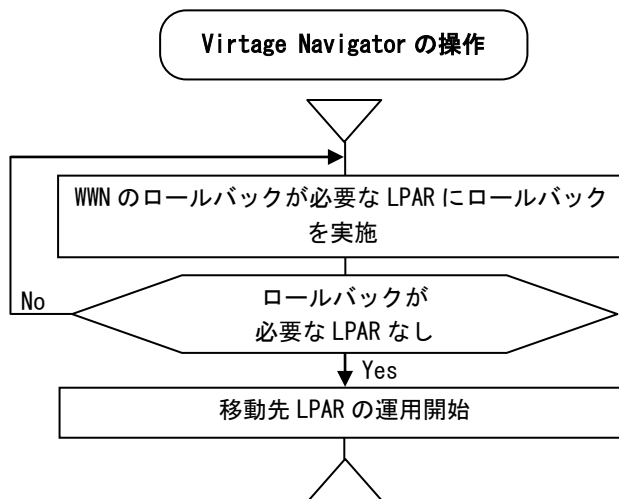 Virtage Navigator の操作
WWN のロールバックが必要な LPAR にロールバック
を実施
No
ロールバックが
必要な LPAR なし
Yes
移動先 LPAR の運用開始